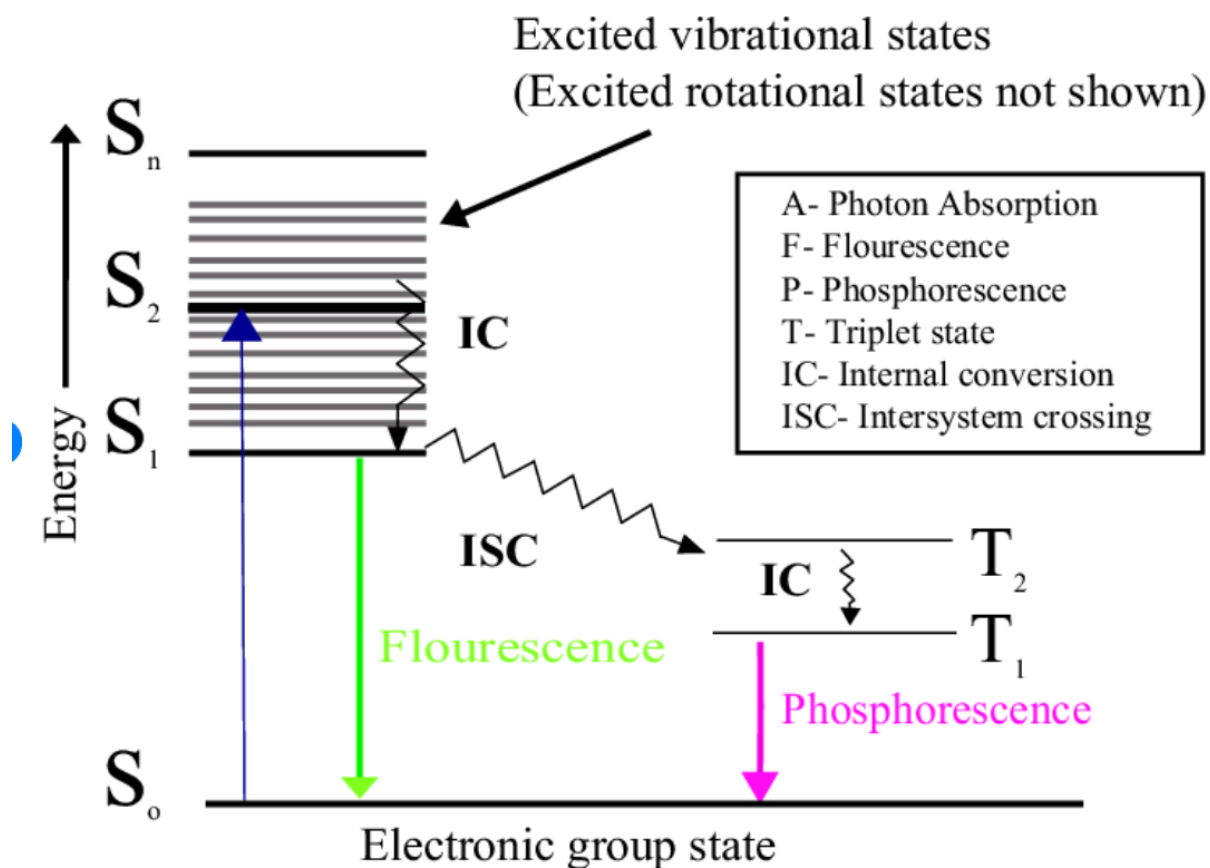 Excited vibrational states
(Excited rotational states not shown)
Energy
Sn
S2
S1
So
IC
ISC
IC
T2
T1
A- Photon Absorption
F- Flourescence
P- Phosphorescence
T- Triplet state
IC- Internal conversion
ISC- Intersystem crossing
Flourescence
Phosphorescence
Electronic group state